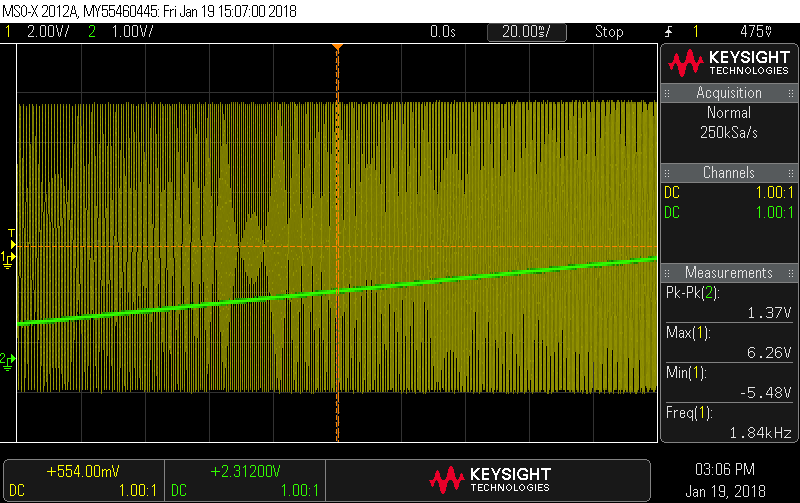 MSO-X 2012A, MY55460445: Fri Jan 19 15:07:00 2018
1 2.00V/ 2 1.00V/ 0.0s 20.00ms/ Stop 1 475mV
KEYSIGHT
TECHNOLOGIES
Acquisition
Normal
250kSa/s
Channels
DC 1.00:1
DC 1.00:1
Measurements
Pk-Pk(2):
1.37V
Max(1):
6.26V
Min(1):
-5.48V
Freq(1):
1.84kHz
T
1
2
+554.00mV
DC 1.00:1
+2.31200V
DC 1.00:1
KEYSIGHT
TECHNOLOGIES
03:06 PM
Jan 19, 2018